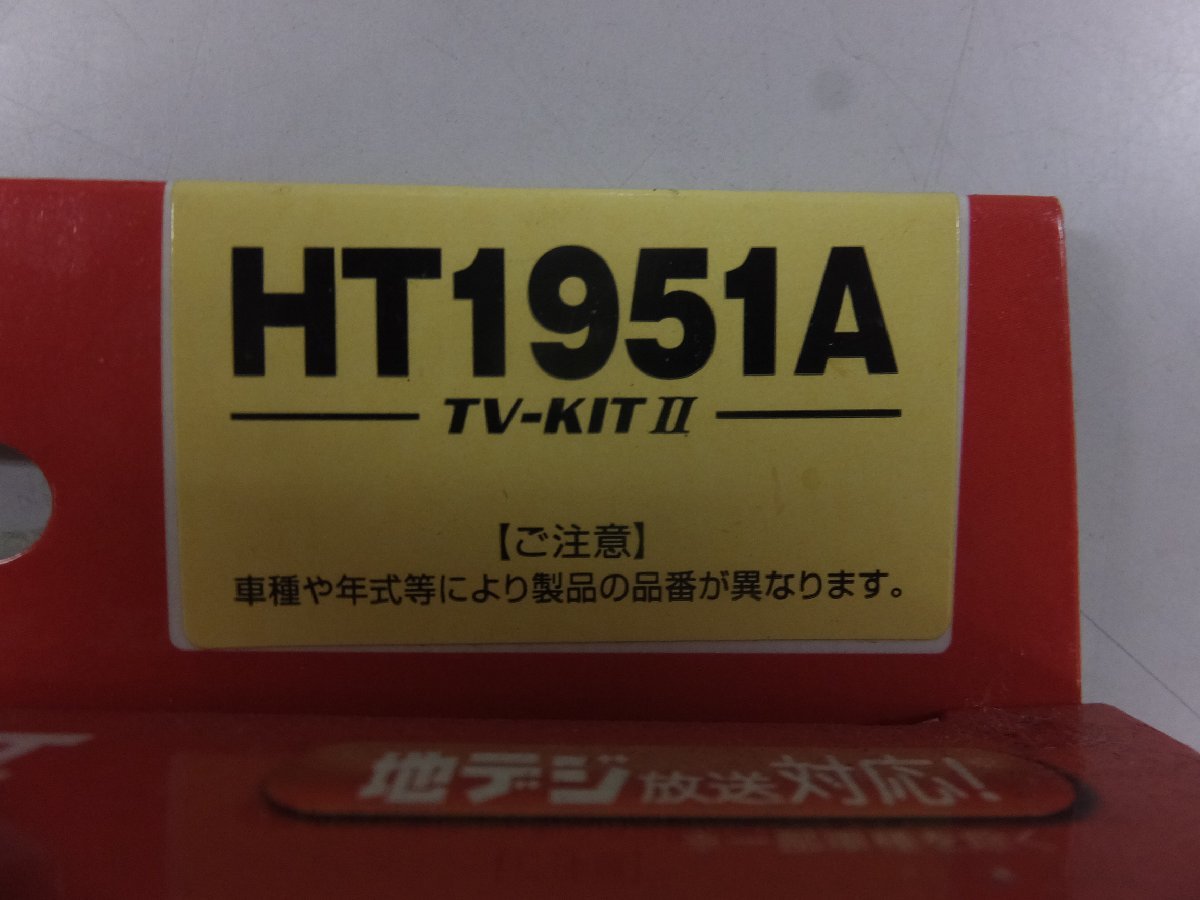 HT1951A
TV-KIT II
【ご注意】
車種や年式等により製品の品番が異なります。
地デジ放送対応!